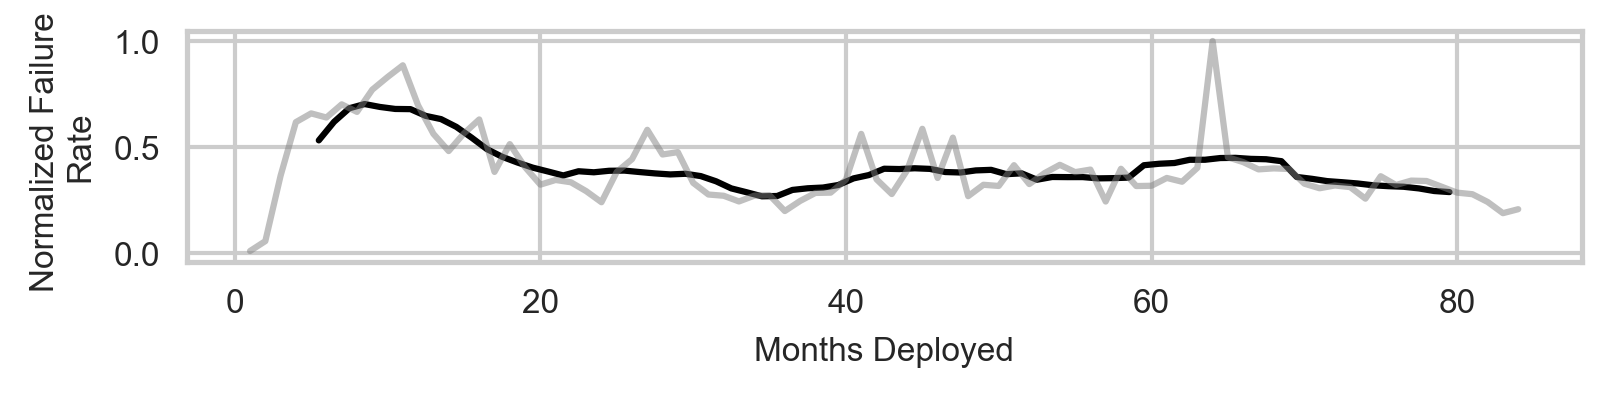 Normalized Failure
Rate
1.0
0.5
0.0
0 20 40 60 80
Months Deployed